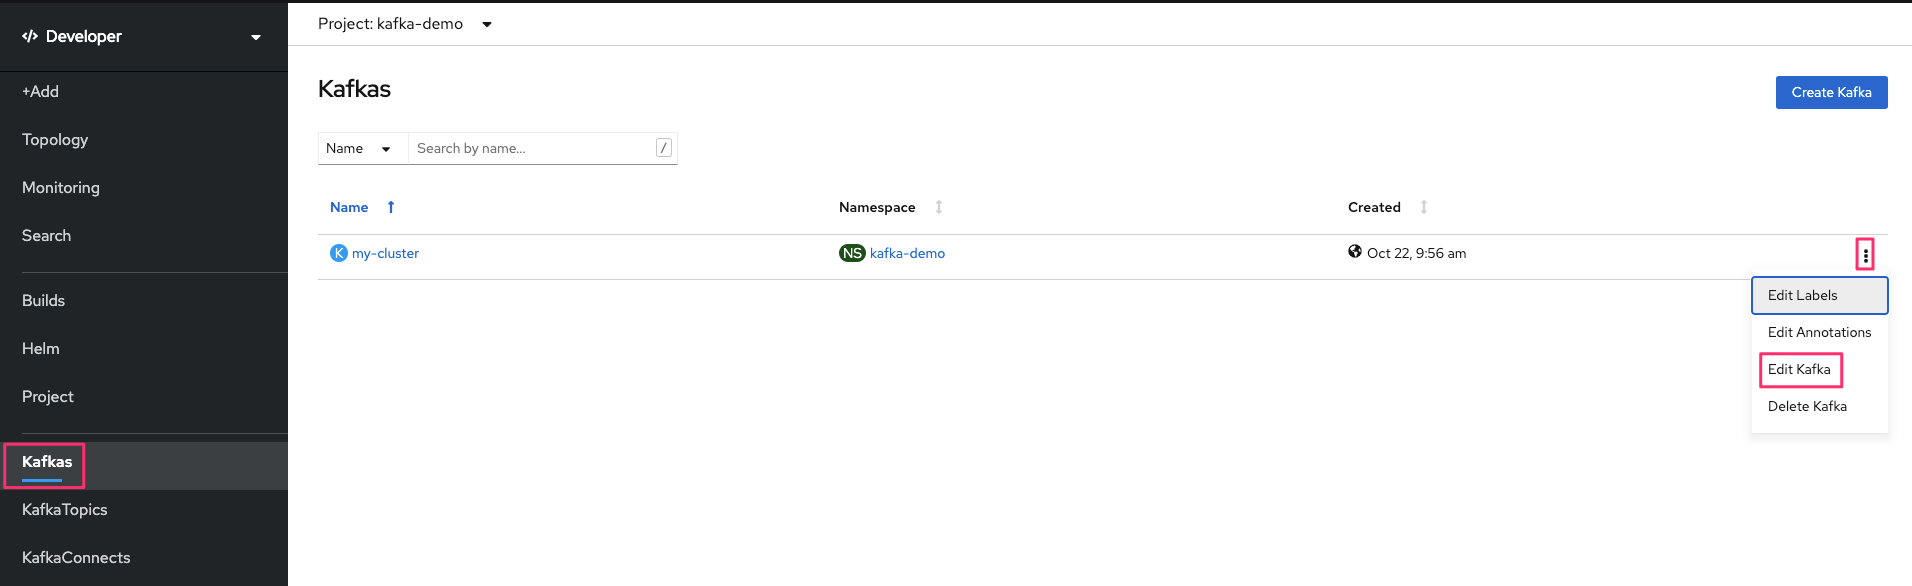 Developer
+Add
Topology
Monitoring
Search
Builds
Helm
Project
Kafkas
KafkaTopics
KafkaConnects
Project: kafka-demo
Kafkas
Create Kafka
Name Search by name... /
Name Namespace Created
K my-cluster NS kafka-demo Oct 22, 9:56 am
Edit Labels
Edit Annotations
Edit Kafka
Delete Kafka